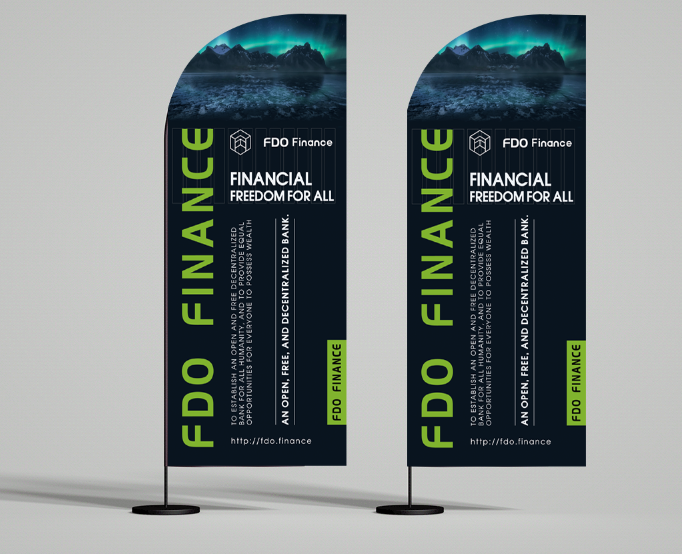 FDO FINANCE
FDO Finance
FINANCIAL
FREEDOM FOR ALL
TO ESTABLISH AN OPEN AND FREE DECENTRALIZED
BANK FOR ALL HUMANITY, AND TO PROVIDE EQUAL
OPPORTUNITIES FOR EVERYONE TO POSSESS WEALTH
AN OPEN, FREE, AND DECENTRALIZED BANK.
FDO FINANCE
http://fdo.finance
FDO FINANCE
FDO Finance
FINANCIAL
FREEDOM FOR ALL
TO ESTABLISH AN OPEN AND FREE DECENTRALIZED
BANK FOR ALL HUMANITY, AND TO PROVIDE EQUAL
OPPORTUNITIES FOR EVERYONE TO POSSESS WEALTH
AN OPEN, FREE, AND DECENTRALIZED BANK.
FDO FINANCE
http://fdo.finance